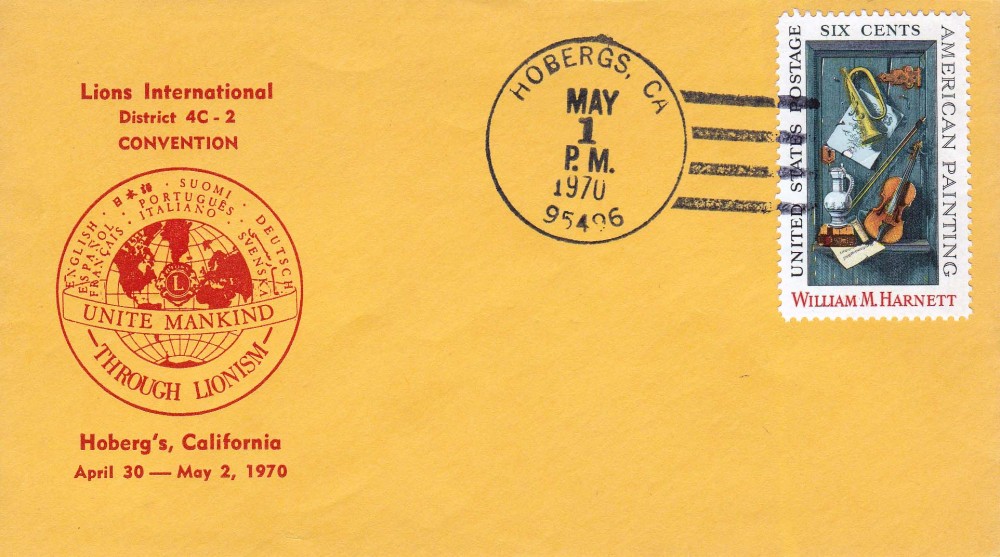 Lions International
District 4C - 2
CONVENTION
ENGLISH · 日本語 · SUOMI · DEUTSCH
ESPAÑOL PORTUGUÊS SVENSKA
FRANÇAIS ITALIANO
L
UNITE MANKIND
THROUGH LIONISM
Hoberg's, California
April 30 — May 2, 1970
HOBERGS, CA
MAY
1
P.M.
1970
95496
UNITED STATES POSTAGE
SIX CENTS
AMERICAN PAINTING
WILLIAM M. HARNETT